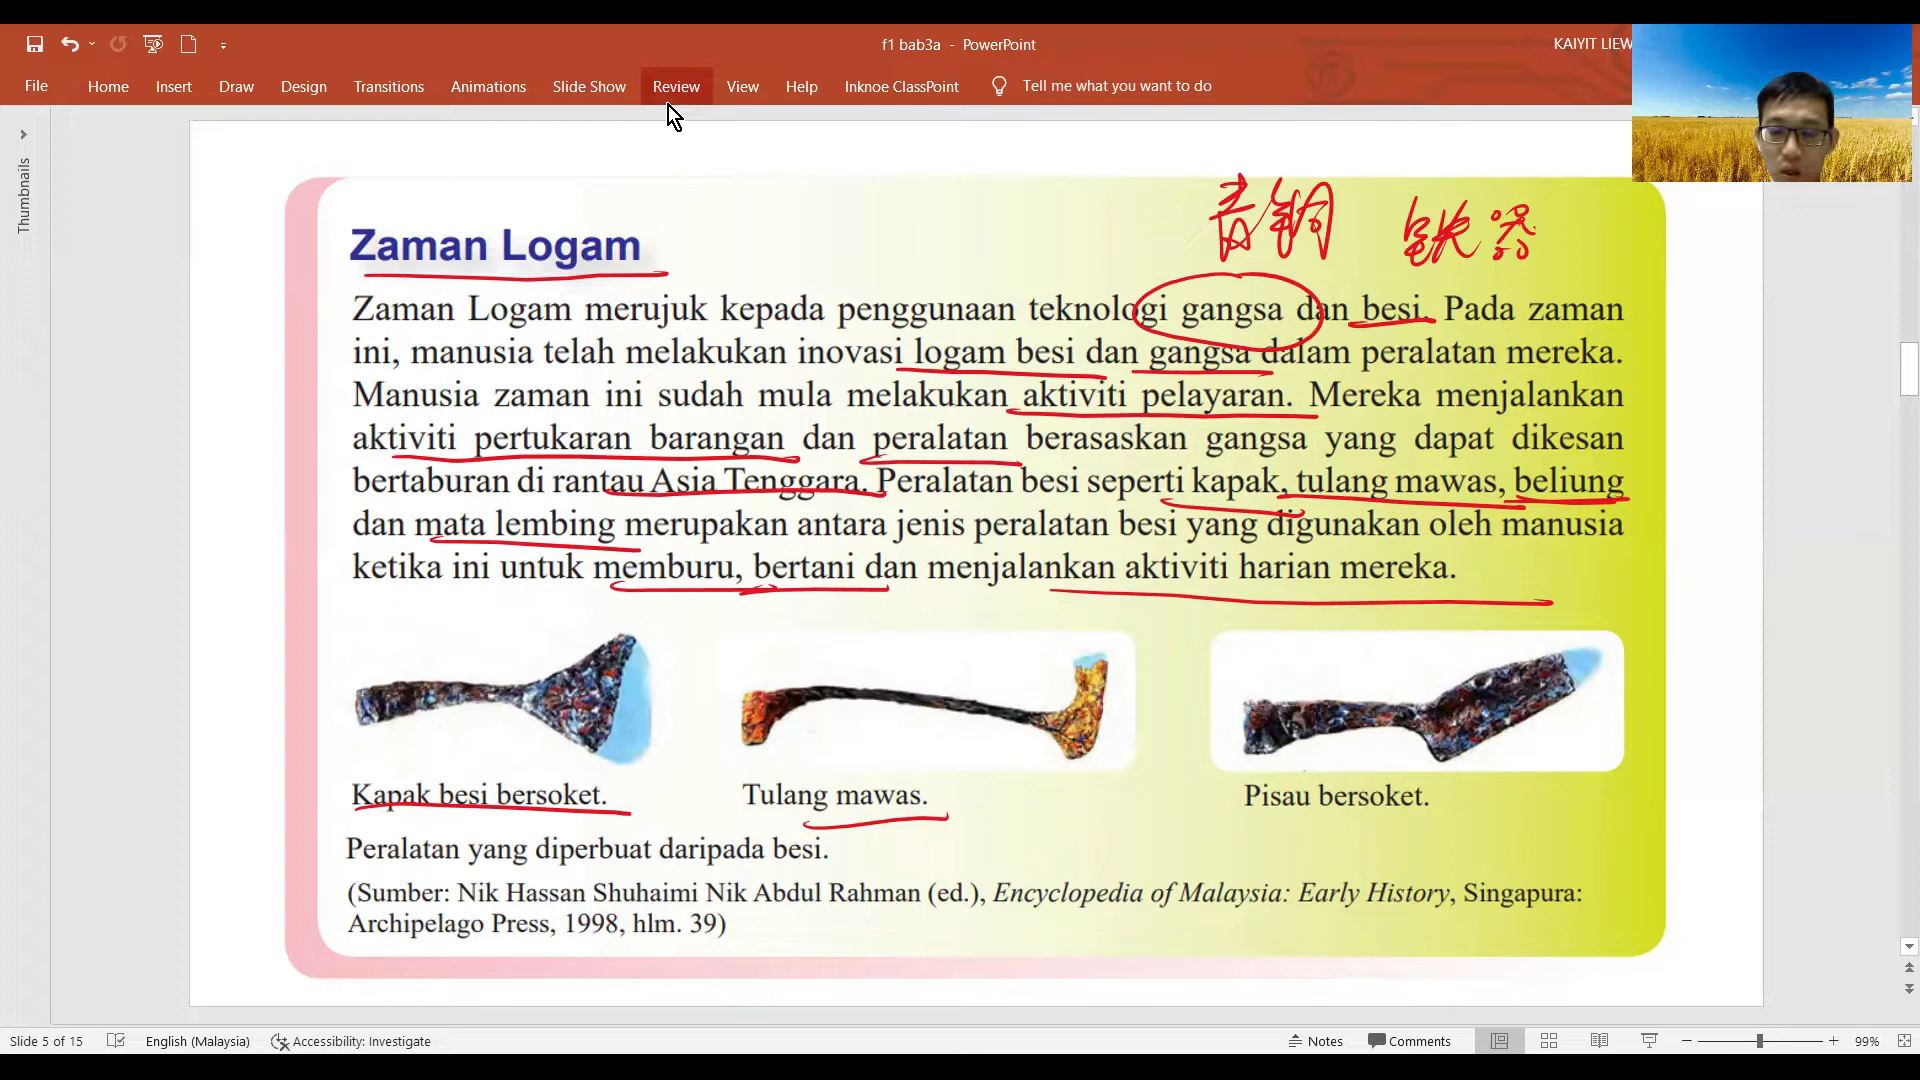 f1 bab3a - PowerPoint
KAIYIT LIEW
File Home Insert Draw Design Transitions Animations Slide Show Review View Help Inknoe ClassPoint Tell me what you want to do
Thumbnails
青铜 铁器
Zaman Logam
Zaman Logam merujuk kepada penggunaan teknologi gangsa dan besi. Pada zaman
ini, manusia telah melakukan inovasi logam besi dan gangsa dalam peralatan mereka.
Manusia zaman ini sudah mula melakukan aktiviti pelayaran. Mereka menjalankan
aktiviti pertukaran barangan dan peralatan berasaskan gangsa yang dapat dikesan
bertaburan di rantau Asia Tenggara. Peralatan besi seperti kapak, tulang mawas, beliung
dan mata lembing merupakan antara jenis peralatan besi yang digunakan oleh manusia
ketika ini untuk memburu, bertani dan menjalankan aktiviti harian mereka.
Kapak besi bersoket. Tulang mawas. Pisau bersoket.
Peralatan yang diperbuat daripada besi.
(Sumber: Nik Hassan Shuhaimi Nik Abdul Rahman (ed.), Encyclopedia of Malaysia: Early History, Singapura:
Archipelago Press, 1998, hlm. 39)
Slide 5 of 15 English (Malaysia) Accessibility: Investigate Notes Comments 99%